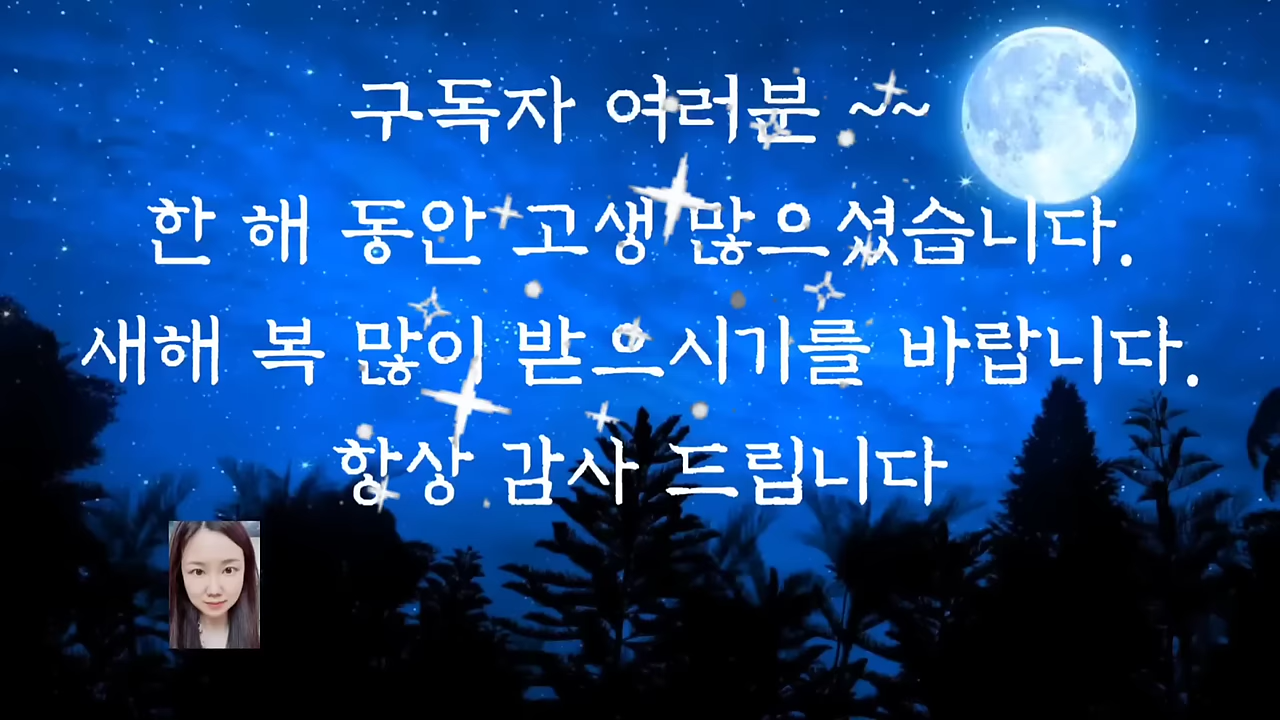 구독자 여러분 ~~
한 해 동안 고생 많으셨습니다.
새해 복 많이 받으시기를 바랍니다.
항상 감사 드립니다